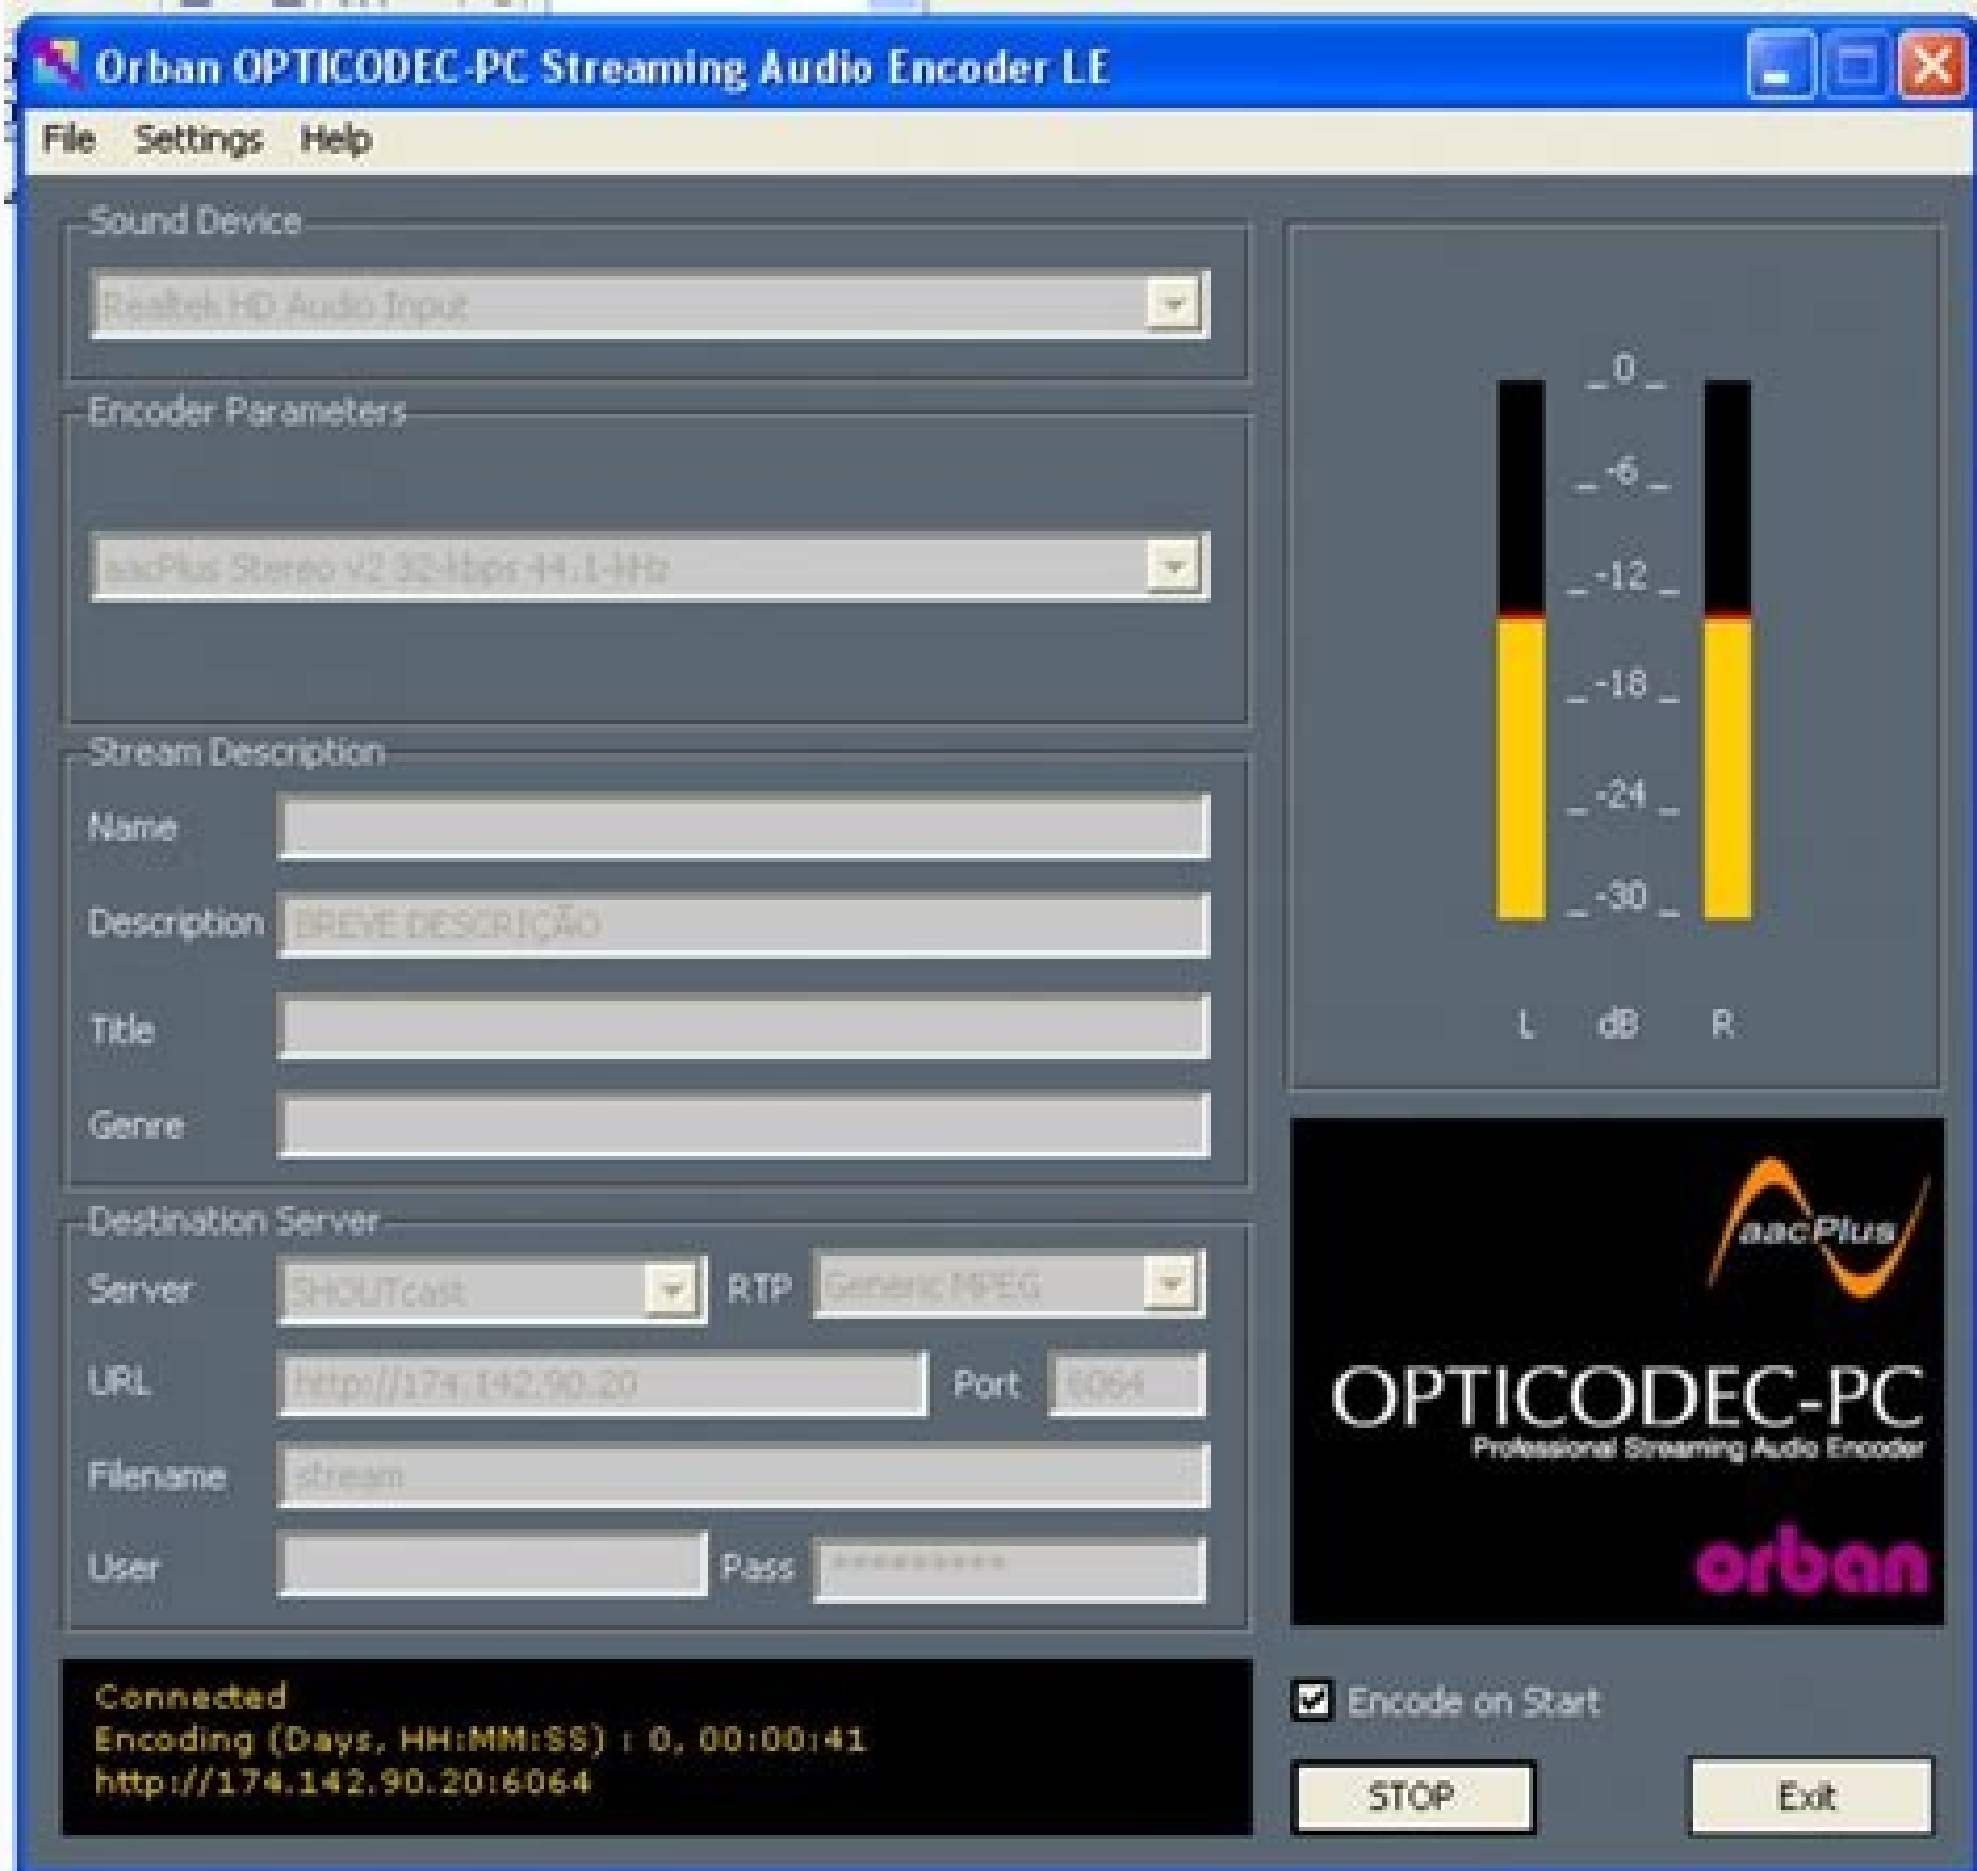 Orban OPTICODEC-PC Streaming Audio Encoder LE
File Settings Help
Sound Device
Realtek HD Audio Input
Encoder Parameters
aacPlus Stereo v2 32-kbps 44.1-kHz
Stream Description
Name
Description BREVE DESCRIÇÃO
Title
Genre
Destination Server
Server SHOUTcast RTP Generic MPEG
URL http://174.142.90.20 Port 6064
Filename stream
User Pass *********
Connected
Encoding (Days, HH:MM:SS) : 0, 00:00:41
http://174.142.90.20:6064
_ 0 _
_ -6 _
_ -12 _
_ -18 _
_ -24 _
_ -30 _
L dB R
aacPlus
OPTICODEC-PC
Professional Streaming Audio Encoder
orban
Encode on Start
STOP Exit